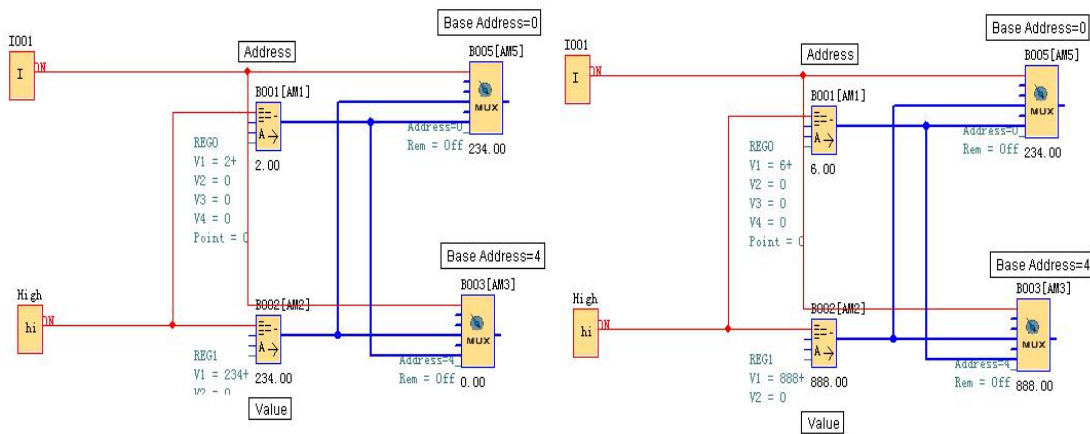 Base Address=0
I001
Address
B005[AM5]
I
ON
B001[AM1]
MUX
A
Address=0
REG0
Rem = Off
234.00
V1 = 2+
2.00
V2 = 0
V3 = 0
V4 = 0
Point = 0
Base Address=4
High
B003[AM3]
B002[AM2]
hi
ON
MUX
A
REG1
Address=4
V1 = 234+
234.00
Rem = Off
0.00
V2 = 0
Value
Base Address=0
I001
Address
B005[AM5]
I
ON
B001[AM1]
MUX
A
Address=0
REG0
Rem = Off
234.00
V1 = 6+
6.00
V2 = 0
V3 = 0
V4 = 0
Point = 0
Base Address=4
High
B003[AM3]
B002[AM2]
hi
ON
MUX
A
REG1
Address=4
V1 = 888+
888.00
Rem = Off
888.00
V2 = 0
Value